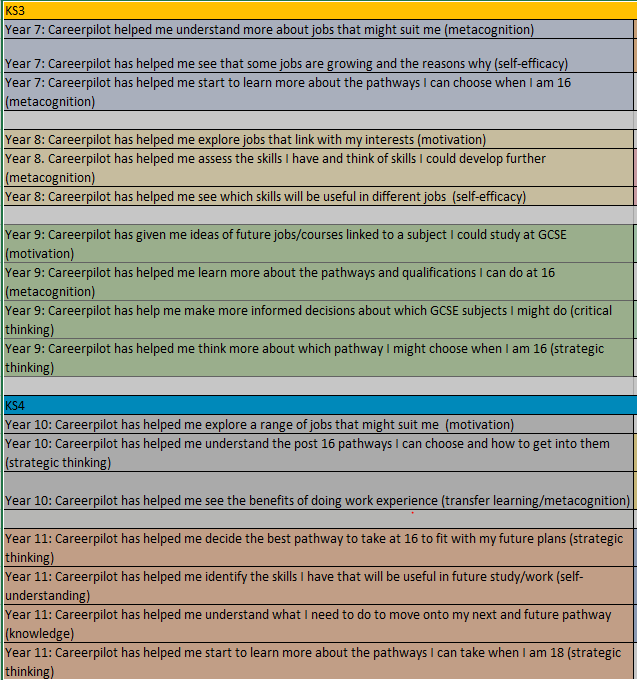 KS3
Year 7: Careerpilot helped me understand more about jobs that might suit me (metacognition)
Year 7: Careerpilot has helped me see that some jobs are growing and the reasons why (self-efficacy)
Year 7: Careerpilot has helped me start to learn more about the pathways I can choose when I am 16
(metacognition)
Year 8: Careerpilot has helped me explore jobs that link with my interests (motivation)
Year 8. Careerpilot has helped me assess the skills I have and think of skills I could develop further
(metacognition)
Year 8: Careerpilot has helped me see which skills will be useful in different jobs  (self-efficacy)
Year 9: Careerpilot has given me ideas of future jobs/courses linked to a subject I could study at GCSE
(motivation)
Year 9: Careerpilot has helped me learn more about the pathways and qualifications I can do at 16
(metacognition)
Year 9: Careerpilot has help me make more informed decisions about which GCSE subjects I might do (critical
thinking)
Year 9: Careerpilot has helped me think more about which pathway I might choose when I am 16 (strategic
thinking)
KS4
Year 10: Careerpilot has helped me explore a range of jobs that might suit me  (motivation)
Year 10: Careerpilot has helped me understand the post 16 pathways I can choose and how to get into them
(strategic thinking)
Year 10: Careerpilot has helped me see the benefits of doing work experience (transfer learning/metacognition)
Year 11: Careerpilot has helped me decide the best pathway to take at 16 to fit with my future plans (strategic
thinking)
Year 11: Careerpilot has helped me identify the skills I have that will be useful in future study/work (self-
understanding)
Year 11: Careerpilot has helped me understand what I need to do to move onto my next and future pathway
(knowledge)
Year 11: Careerpilot has helped me start to learn more about the pathways I can take when I am 18 (strategic
thinking)